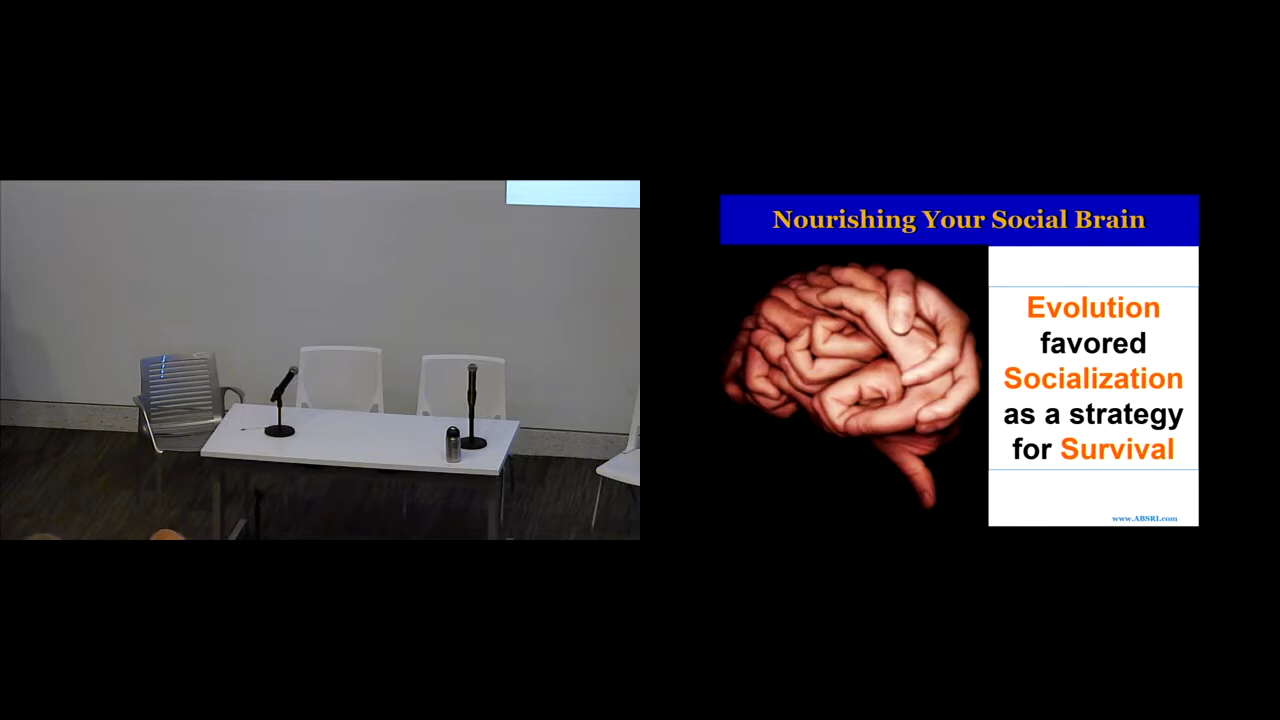 Nourishing Your Social Brain
Evolution
favored
Socialization
as a strategy
for Survival
www.ABSRI.com